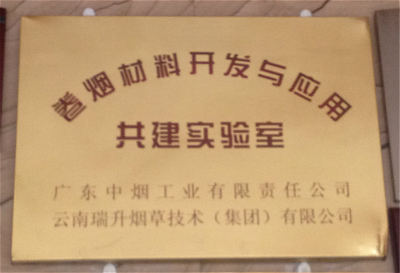 卷烟材料开发与应用
共建实验室
广东中烟工业有限责任公司
云南瑞升烟草技术（集团）有限公司